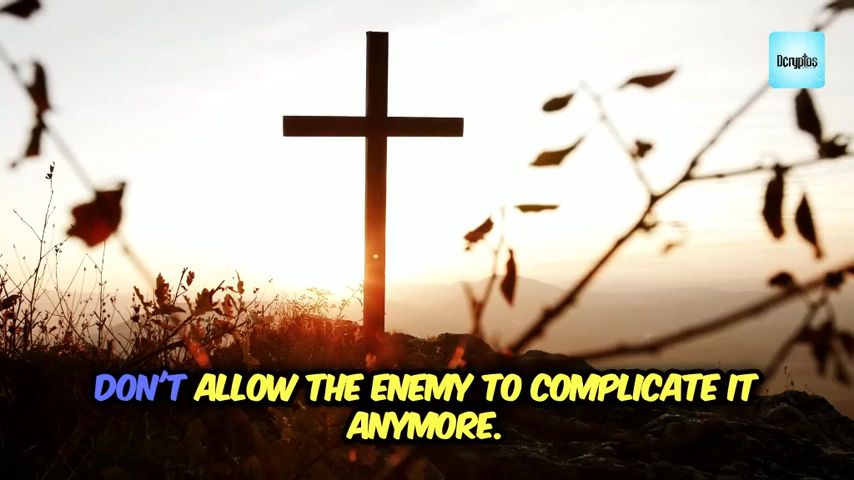 Dcryptos
DON'T ALLOW THE ENEMY TO COMPLICATE IT
ANYMORE.